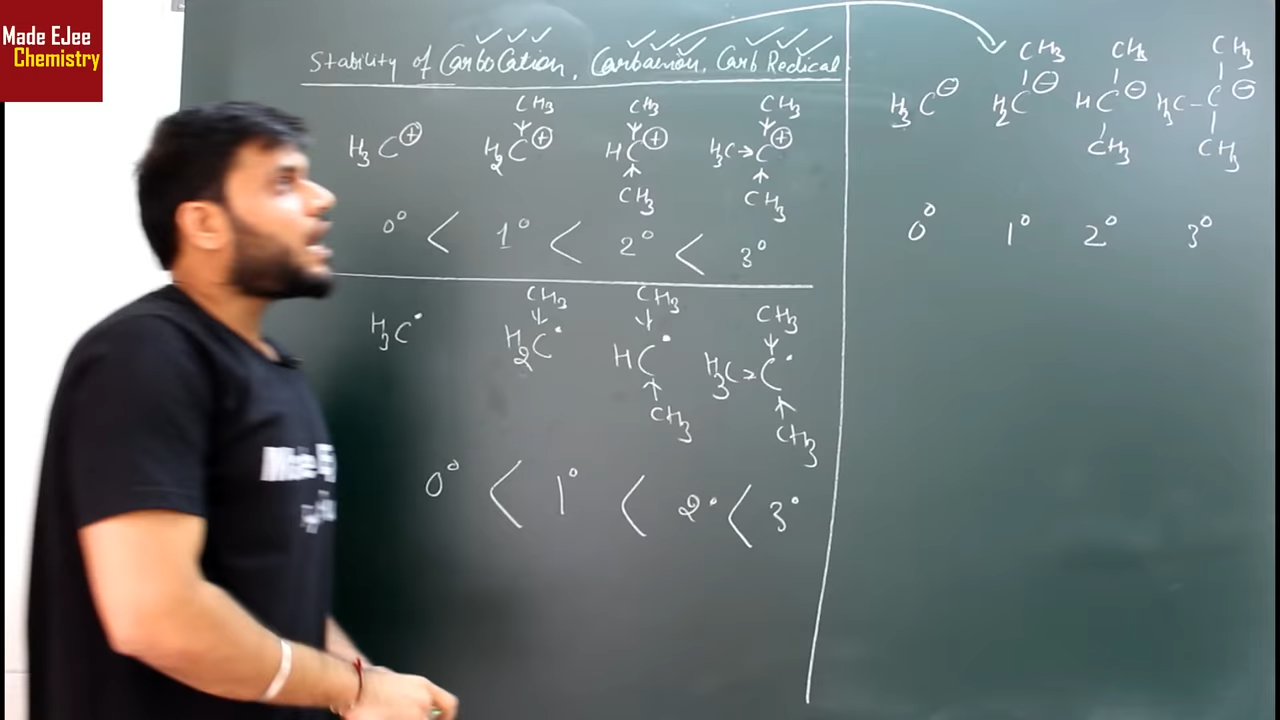 Made EJee
Chemistry
Stability of CarboCation, Carbanion, Carb Redical
CH3 CH3 CH3
H3C⊕ H2C⊕ HC⊕ H3C→C⊕
CH3 CH3
0° < 1° < 2° < 3°
CH3 CH3 CH3
H3C• H2C• HC• H3C→C•
CH3 CH3
0° < 1° < 2° < 3°
CH3 CH3 CH3
H3C⊖ H2C⊖ HC⊖ H3C-C⊖
CH3 CH3
0° 1° 2° 3°